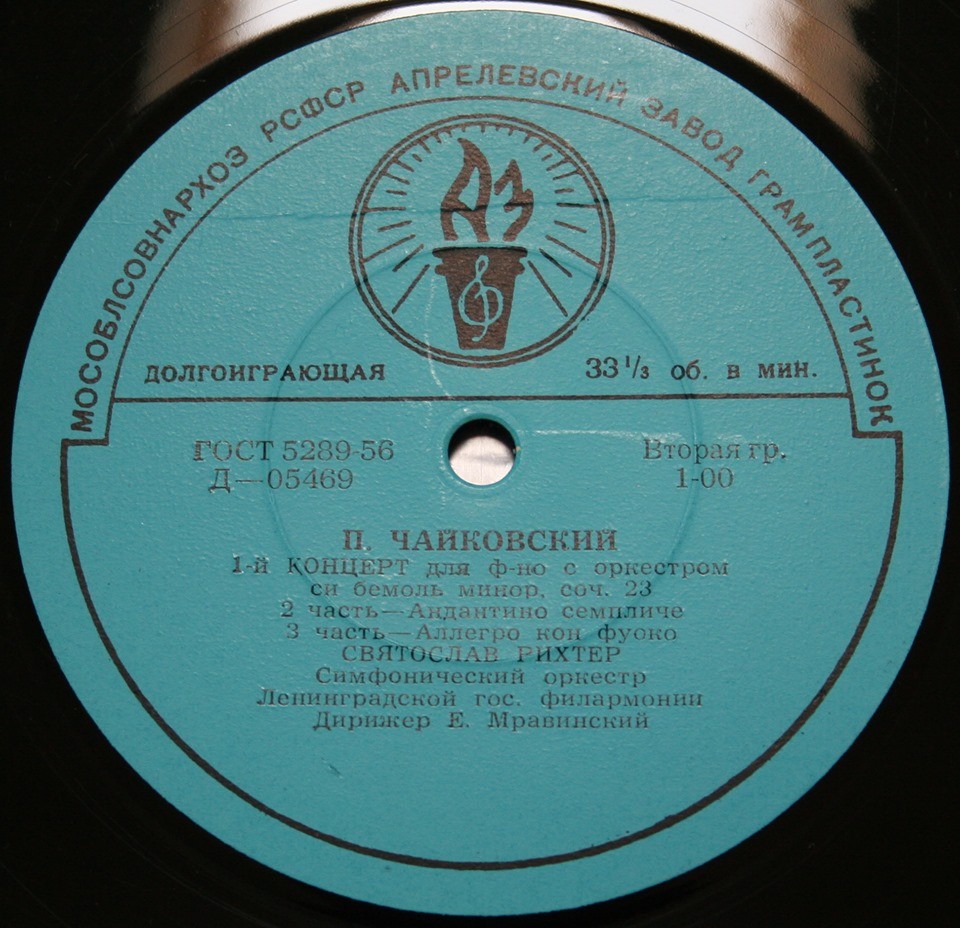 МОСОБЛСОВНАРХОЗ РСФСР АПРЕЛЕВСКИЙ ЗАВОД ГРАМПЛАСТИНОК
АЗ
ДОЛГОИГРАЮЩАЯ 33 1/3 об. в мин.
ГОСТ 5289-56 Вторая гр.
Д—05469 1-00
П. ЧАЙКОВСКИЙ
1-й КОНЦЕРТ для ф-но с оркестром
си бемоль минор, соч. 23
2 часть—Андантино семпличе
3 часть—Аллегро кон фуоко
СВЯТОСЛАВ РИХТЕР
Симфонический оркестр
Ленинградской гос. филармонии
Дирижер Е. Мравинский